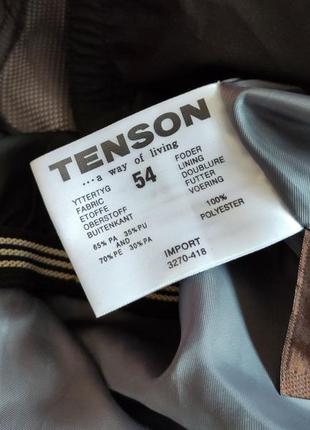 TENSON
...a way of living
54
YTTERTYG
FABRIC
ETOFFE
OBERSTOFF
BUITENKANT
65% PA 35% PU
AND
70% PE 30% PA
FODER
LINING
DOUBLURE
FUTTER
VOERING
100%
POLYESTER
IMPORT
3270-418